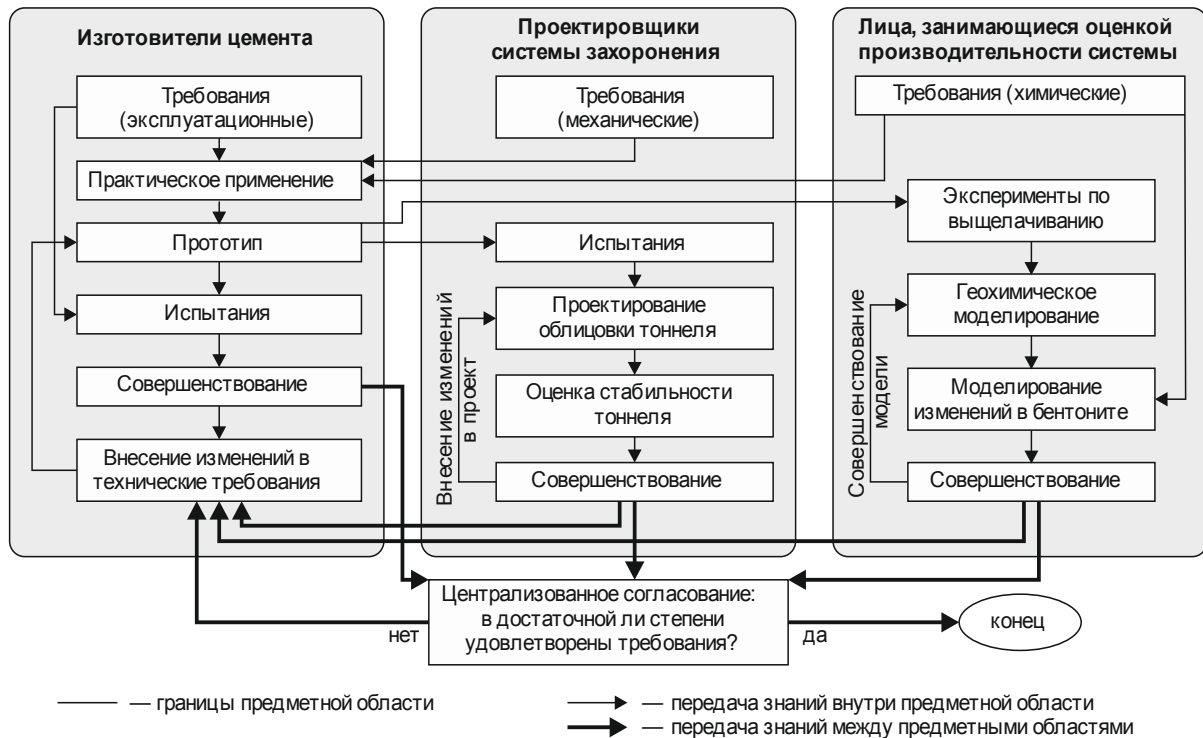 Изготовители цемента
Требования
(эксплуатационные)
Практическое применение
Прототип
Испытания
Совершенствование
Внесение изменений в
технические требования
Проектировщики
системы захоронения
Требования
(механические)
Испытания
Проектирование
облицовки тоннеля
Оценка стабильности
тоннеля
Совершенствование
Внесение изменений
в проект
Лица, занимающиеся оценкой
производительности системы
Требования (химические)
Эксперименты по
выщелачиванию
Геохимическое
моделирование
Моделирование
изменений в бентоните
Совершенствование
Совершенствование
модели
Централизованное согласование:
в достаточной ли степени
удовлетворены требования?
нет
да
конец
— границы предметной области
— передача знаний внутри предметной области
— передача знаний между предметными областями